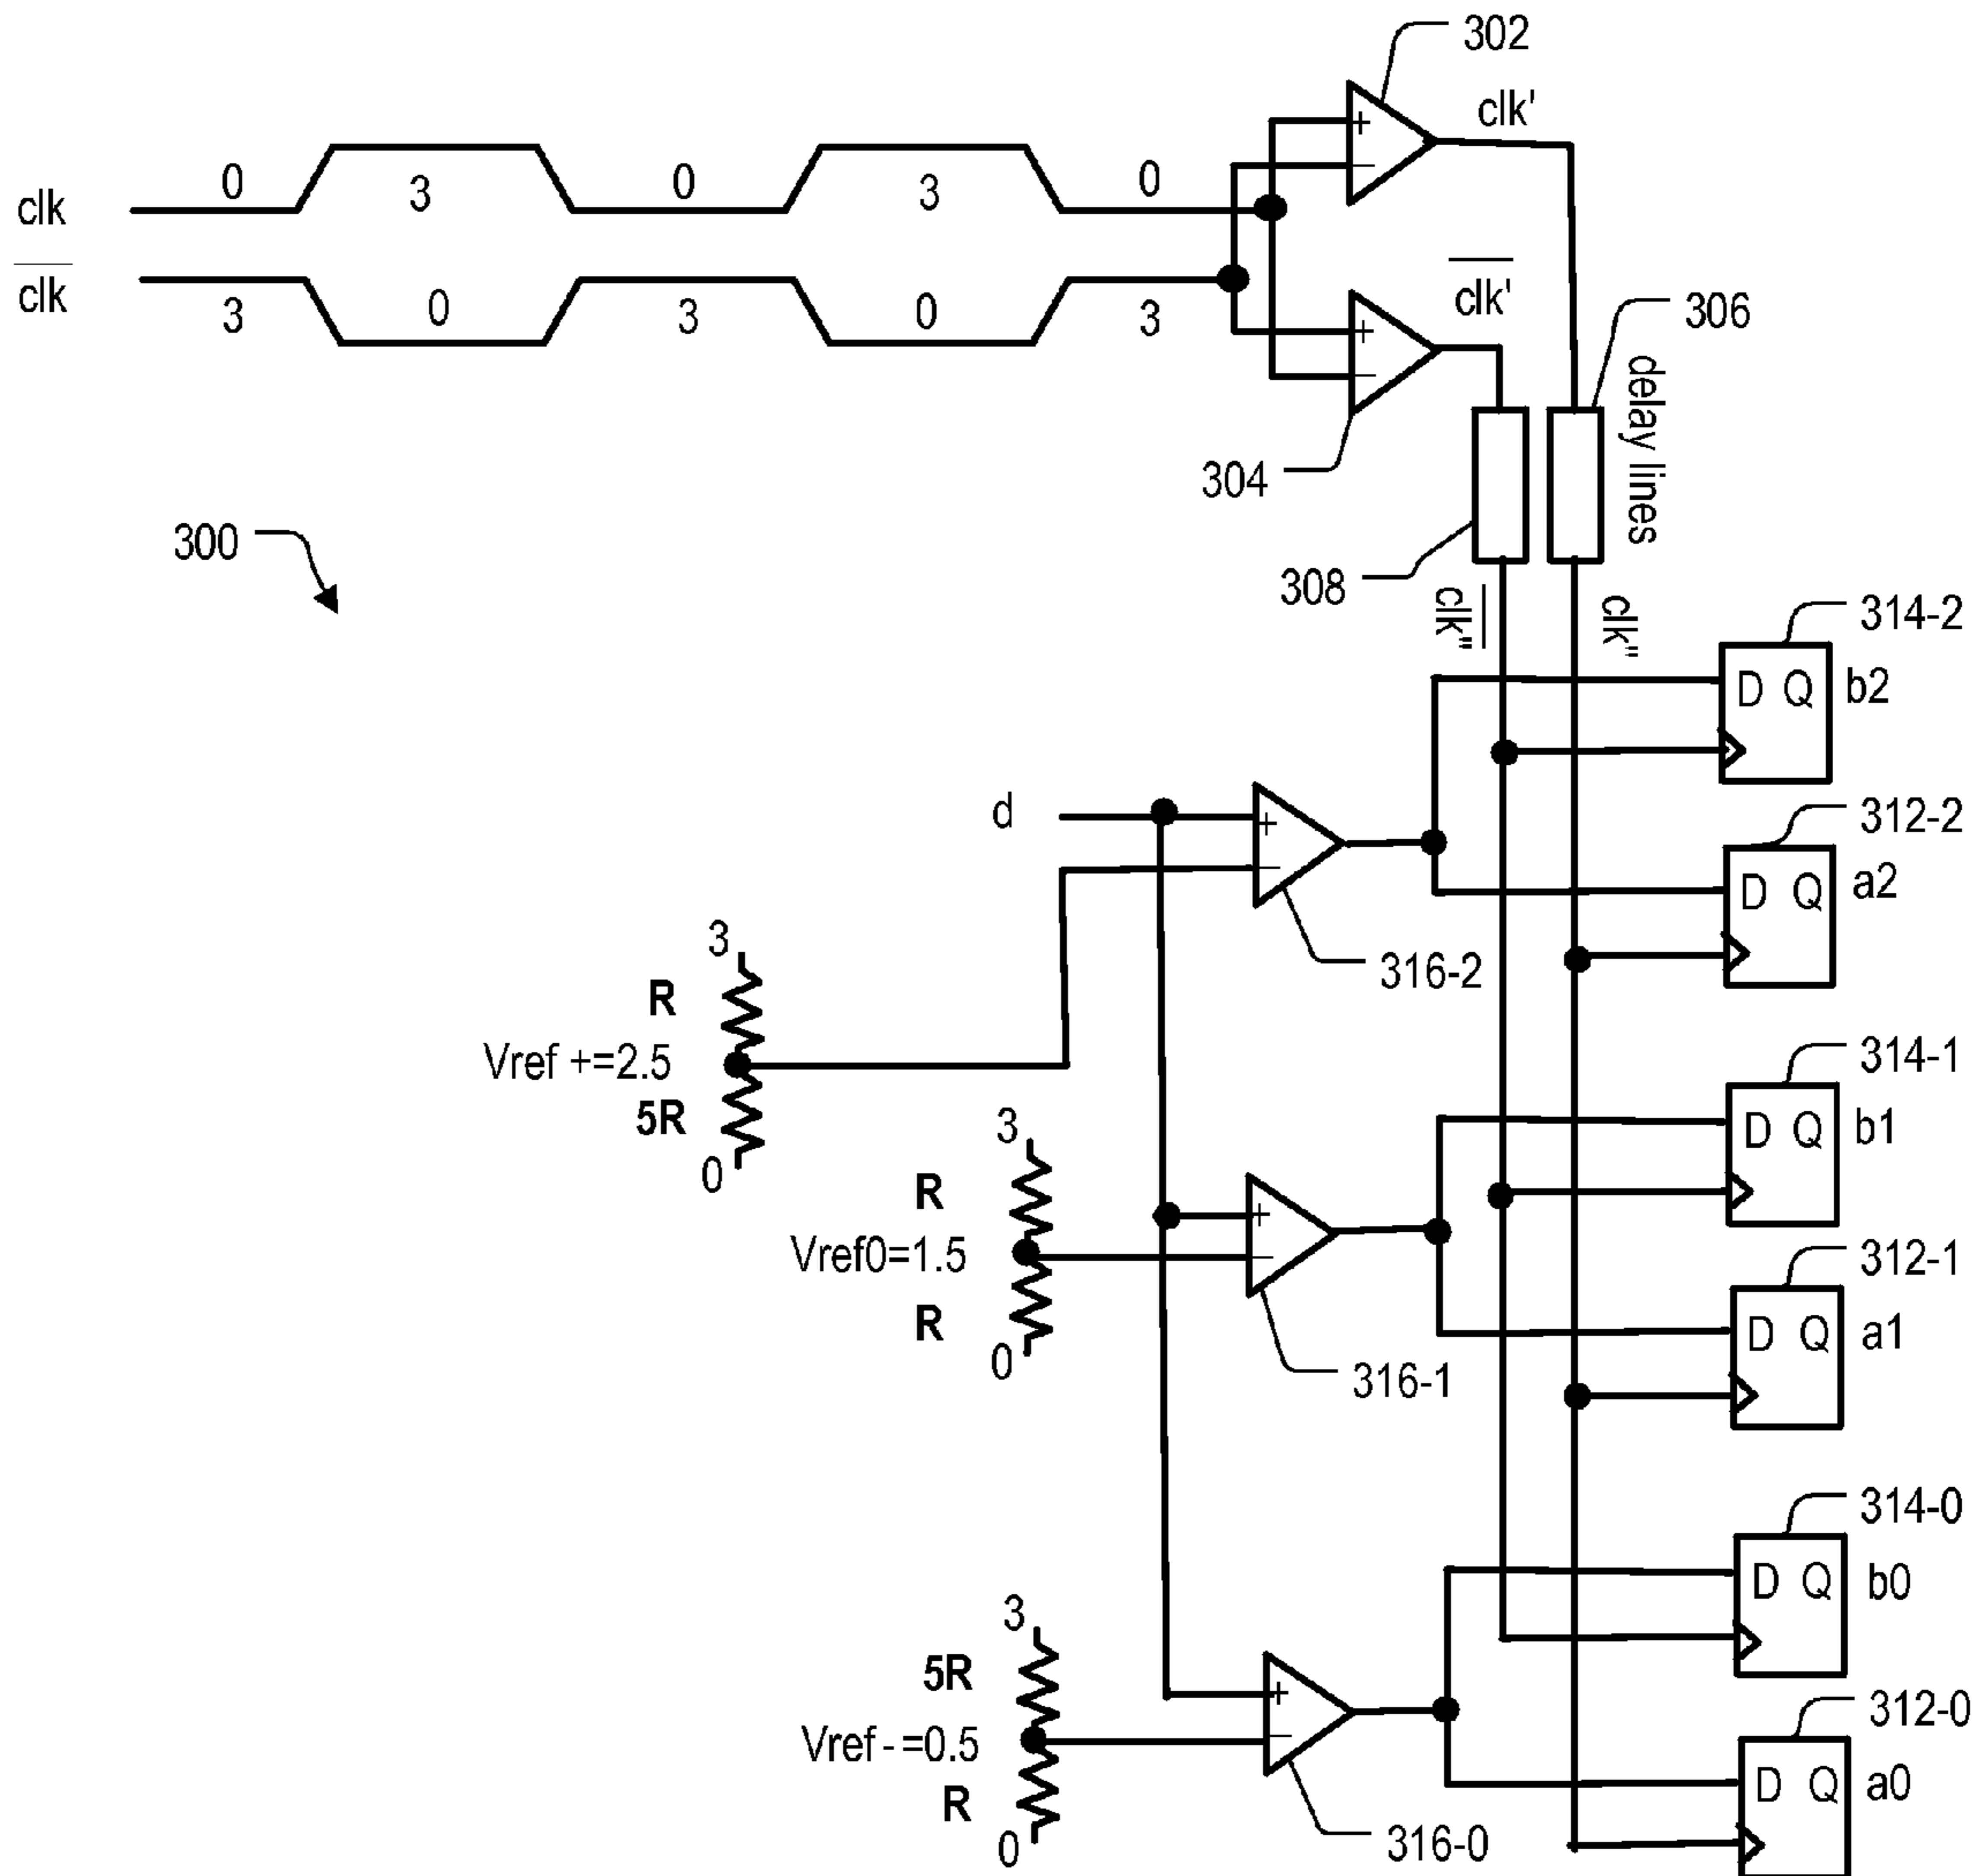 302
clk'
clk
0
3
0
3
0
+
−
clk
3
0
3
0
3
clk'
+
−
306
delay lines
304
300
308
clk"
clk"
314-2
D Q
b2
312-2
d
+
−
D Q
a2
316-2
3
R
Vref +=2.5
5R
0
314-1
D Q
b1
3
R
Vref0=1.5
R
0
+
−
312-1
D Q
a1
316-1
314-0
D Q
b0
3
5R
Vref - =0.5
R
0
+
−
312-0
D Q
a0
316-0